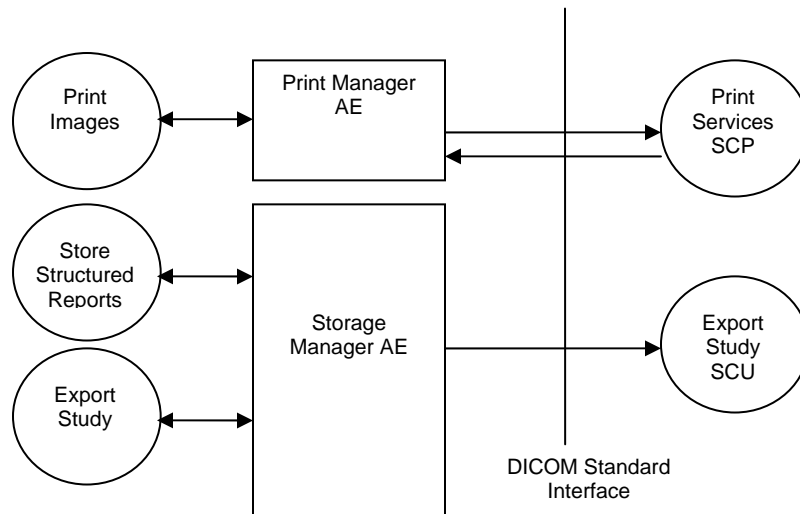 Print
Images
Print Manager
AE
Print
Services
SCP
Store
Structured
Reports
Storage
Manager AE
Export
Study
SCU
Export
Study
DICOM Standard
Interface